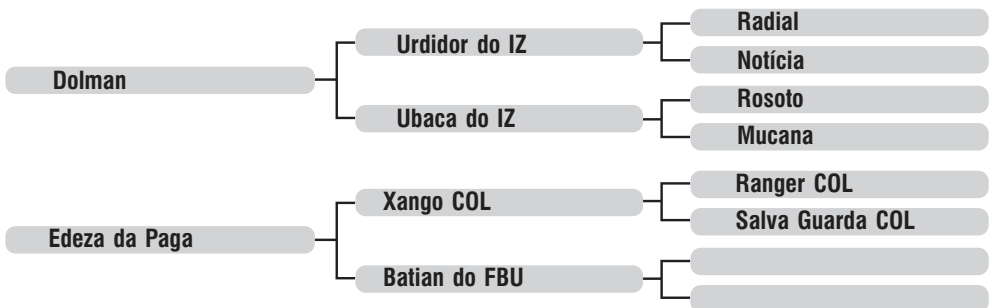 Radial
Urdidor do IZ
Notícia
Dolman
Rosoto
Ubaca do IZ
Mucana
Ranger COL
Xango COL
Salva Guarda COL
Edeza da Paga
Batian do FBU